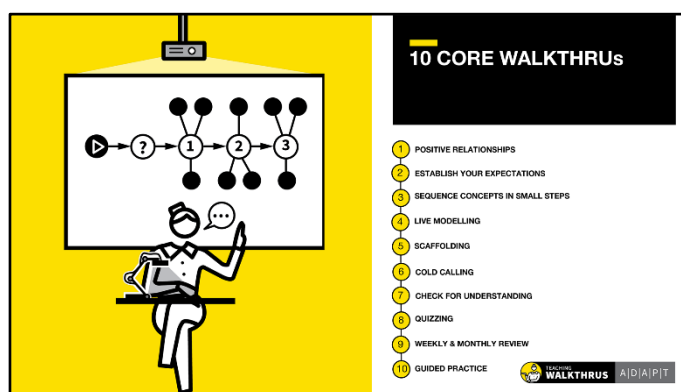 ? 1 2 3
...
10 CORE WALKTHRUs
1 POSITIVE RELATIONSHIPS
2 ESTABLISH YOUR EXPECTATIONS
3 SEQUENCE CONCEPTS IN SMALL STEPS
4 LIVE MODELLING
5 SCAFFOLDING
6 COLD CALLING
7 CHECK FOR UNDERSTANDING
8 QUIZZING
9 WEEKLY & MONTHLY REVIEW
10 GUIDED PRACTICE
TEACHING
WALKTHRUS A|D|A|P|T